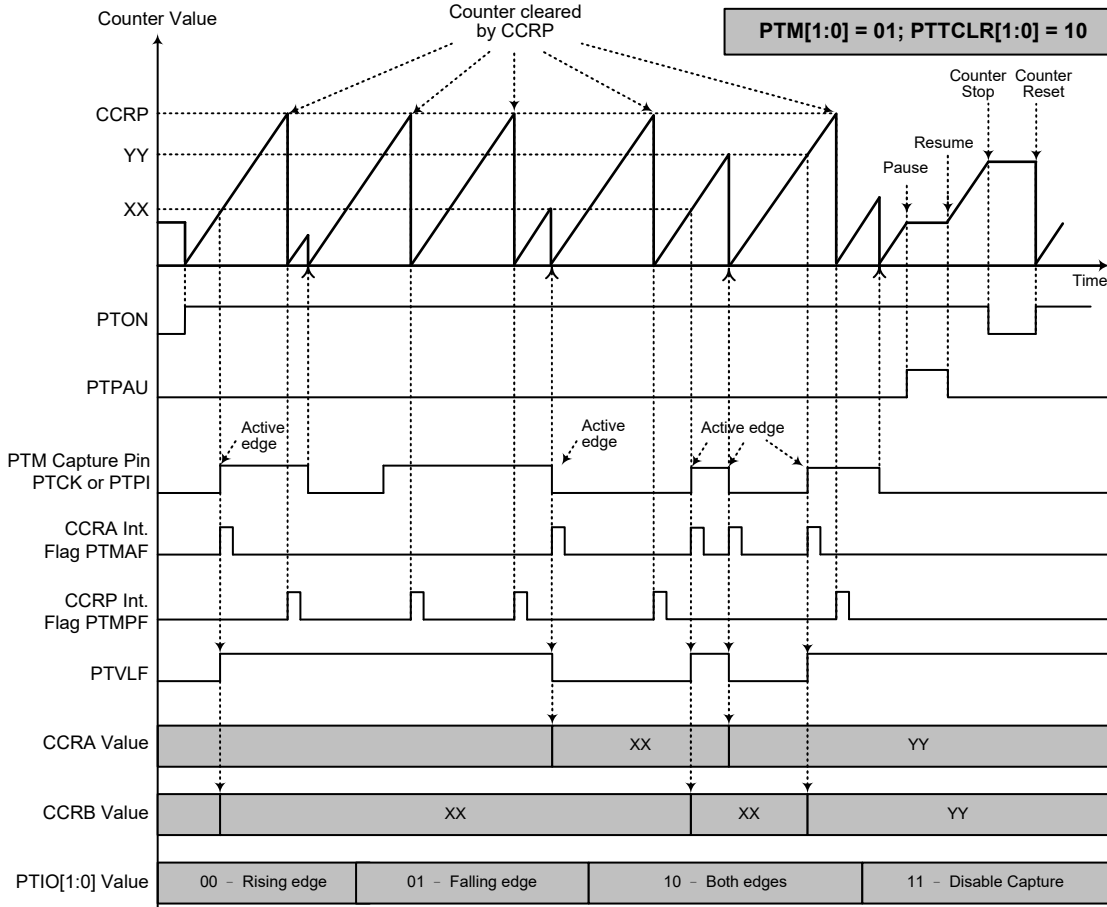 Counter Value
Counter cleared
by CCRP
PTM[1:0] = 01; PTTCLR[1:0] = 10
Counter
Stop
Counter
Reset
CCRP
YY
XX
Pause
Resume
Time
PTON
PTPAU
Active
edge
Active
edge
Active edge
PTM Capture Pin
PTCK or PTPI
CCRA Int.
Flag PTMAF
CCRP Int.
Flag PTMPF
PTVLF
CCRA Value
XX
YY
CCRB Value
XX
XX
YY
PTIO[1:0] Value
00 - Rising edge
01 - Falling edge
10 - Both edges
11 - Disable Capture